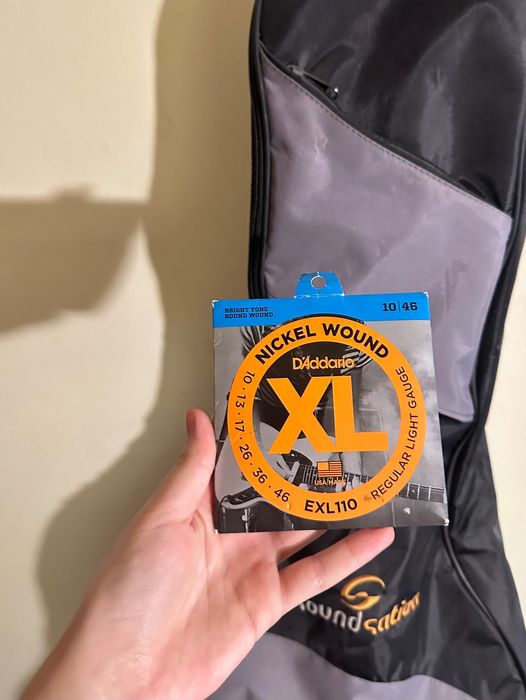 BRIGHT TONE
ROUND WOUND
10|46
NICKEL WOUND
D'Addario
XL
10 · 13 · 17 · 26 · 36 · 46
REGULAR LIGHT GAUGE
USA MADE
EXL110
soundsation